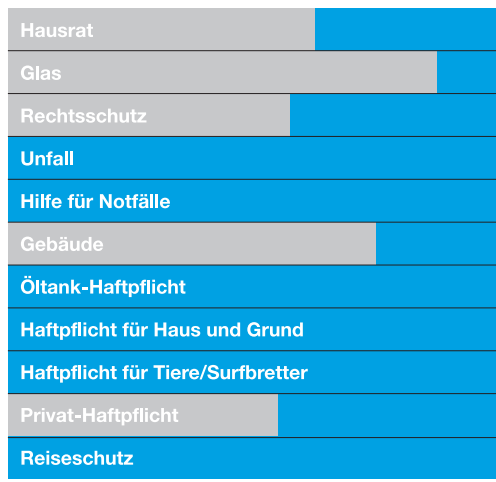 Hausrat
Glas
Rechtsschutz
Unfall
Hilfe für Notfälle
Gebäude
Öltank-Haftpflicht
Haftpflicht für Haus und Grund
Haftpflicht für Tiere/Surfbretter
Privat-Haftpflicht
Reiseschutz